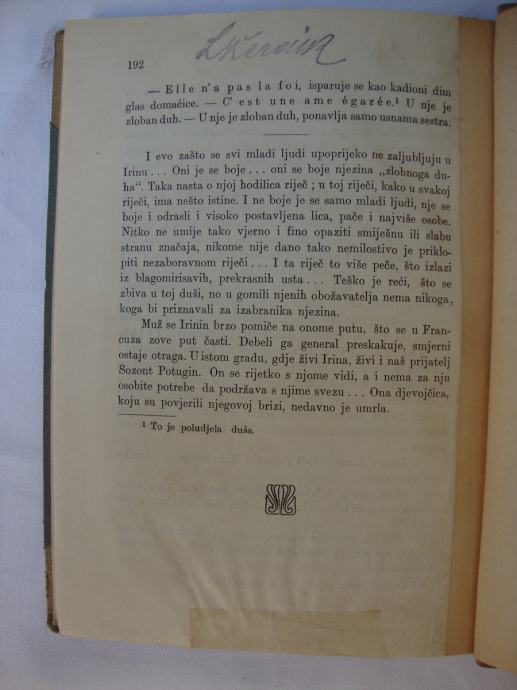 192
— Elle n'a pas la foi, isparuje se kao kadioni dim
glas domaćice. — C'est une ame égarée.¹ U nje je
zloban duh. — U nje je zloban duh, ponavlja samo usnama sestra.
I evo zašto se svi mladi ljudi upoprijeko ne zaljubljuju u
Irinu... Oni je se boje... oni se boje njezina „zlobnoga du-
ha“. Taka nasta o njoj hodilica riječ; u toj riječi, kako u svakoj
riječi, ima nešto istine. I ne boje je se samo mladi ljudi, nje se
boje i odrasli i visoko postavljena lica, pače i najviše osobe.
Nitko ne umije tako vjerno i fino opaziti smiješnu ili slabu
stranu značaja, nikome nije dano tako nemilostivo je priklo-
piti nezaboravnom riječi... I ta riječ to više peče, što izlazi
iz blagomirisavih, prekrasnih usta... Teško je reći, što se
zbiva u toj duši, no u gomili njenih obožavatelja nema nikoga,
koga bi priznavali za izabranika njezina.
Muž se Irinin brzo pomiče na onome putu, što se u Fran-
cuza zove put časti. Debeli ga general preskakuje, smjerni
ostaje otraga. U istom gradu, gdje živi Irina, živi i naš prijatelj
Sozont Potugin. On se rijetko s njome vidi, a i nema za nju
osobite potrebe da podržava s njime svezu... Ona djevojčica,
koju su povjerili njegovoj brizi, nedavno je umrla.
¹ To je poludjela duša.